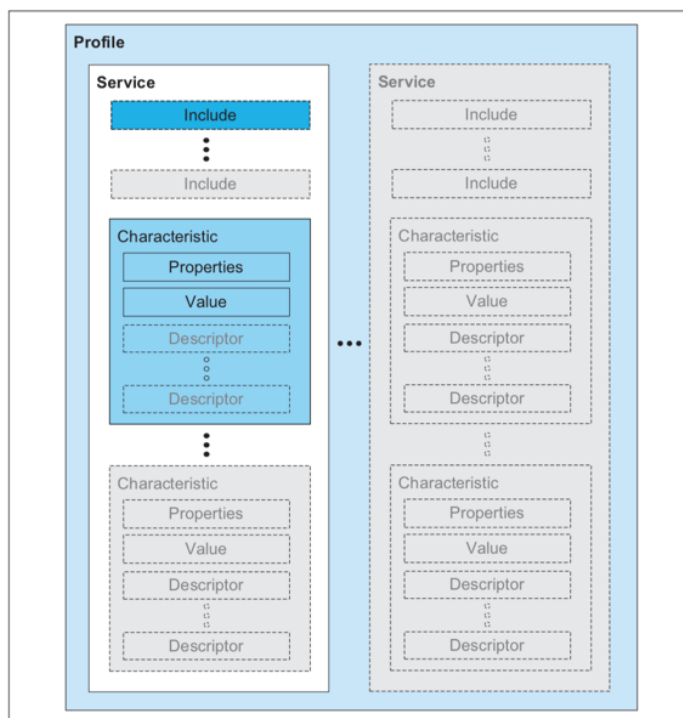 Profile
Service
Include
Include
Characteristic
Properties
Value
Descriptor
Descriptor
Characteristic
Properties
Value
Descriptor
Descriptor
Service
Include
Include
Characteristic
Properties
Value
Descriptor
Descriptor
Characteristic
Properties
Value
Descriptor
Descriptor